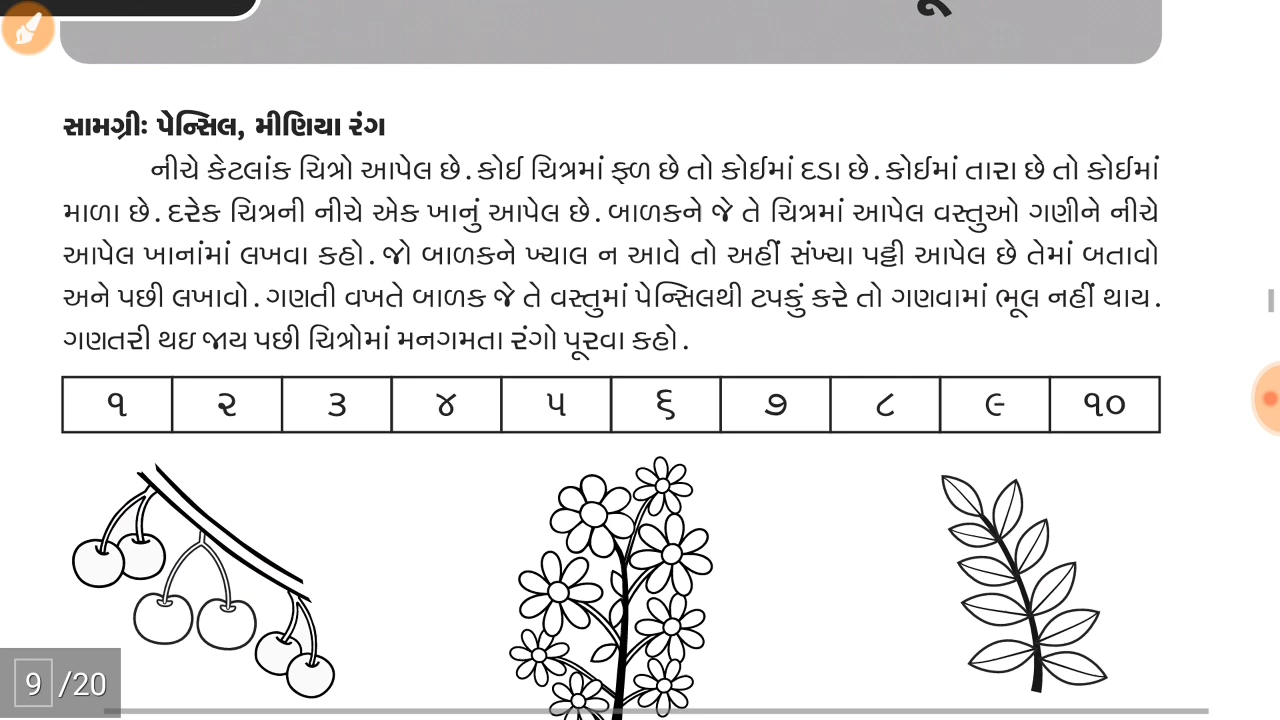 સામગ્રીઃ પેન્સિલ, મીણિયા રંગ
નીચે કેટલાંક ચિત્રો આપેલ છે. કોઈ ચિત્રમાં ફળ છે તો કોઈમાં દડા છે. કોઈમાં તારા છે તો કોઈમાં
માળા છે. દરેક ચિત્રની નીચે એક ખાનું આપેલ છે. બાળકને જે તે ચિત્રમાં આપેલ વસ્તુઓ ગણીને નીચે
આપેલ ખાનાંમાં લખવા કહો. જો બાળકને ખ્યાલ ન આવે તો અહીં સંખ્યા પટ્ટી આપેલ છે તેમાં બતાવો
અને પછી લખાવો. ગણતી વખતે બાળક જે તે વસ્તુમાં પેન્સિલથી ટપકું કરે તો ગણવામાં ભૂલ નહીં થાય.
ગણતરી થઇ જાય પછી ચિત્રોમાં મનગમતા રંગો પૂરવા કહો.
૧ ૨ ૩ ૪ ૫ ૬ ૭ ૮ ૯ ૧૦
9 /20